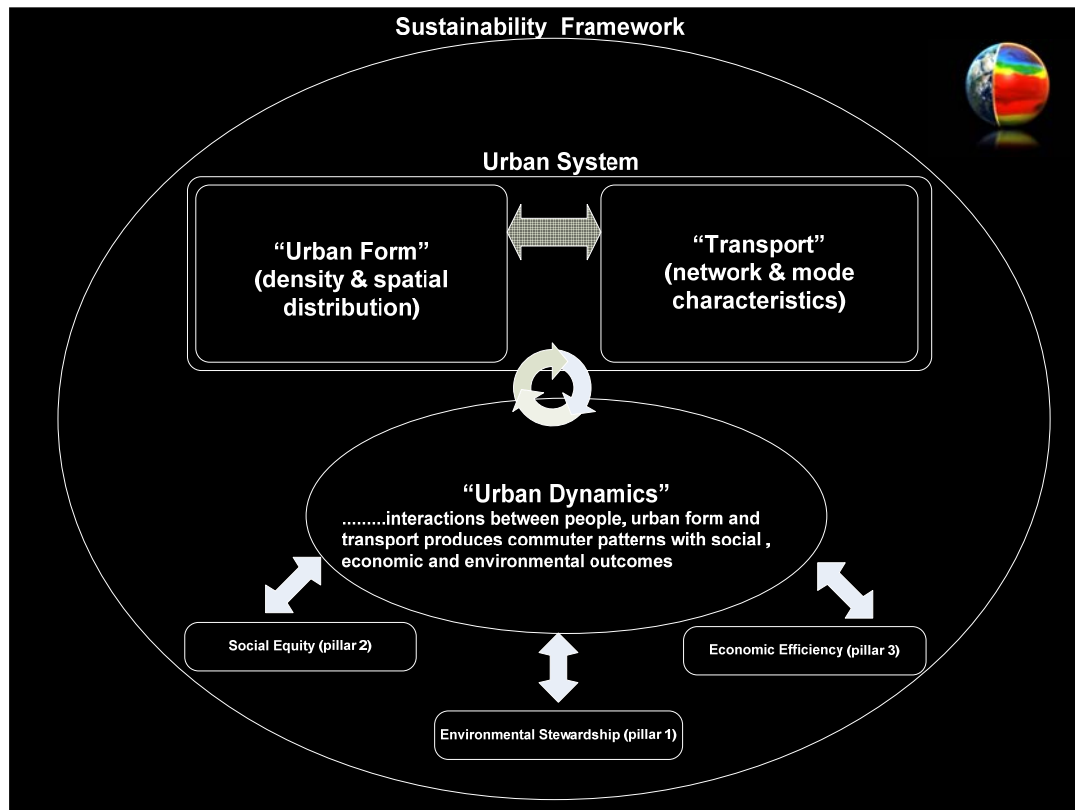 Sustainability Framework
Urban System
“Urban Form”
(density & spatial
distribution)
“Transport”
(network & mode
characteristics)
“Urban Dynamics”
.........interactions between people, urban form and
transport produces commuter patterns with social ,
economic and environmental outcomes
Social Equity (pillar 2)
Economic Efficiency (pillar 3)
Environmental Stewardship (pillar 1)